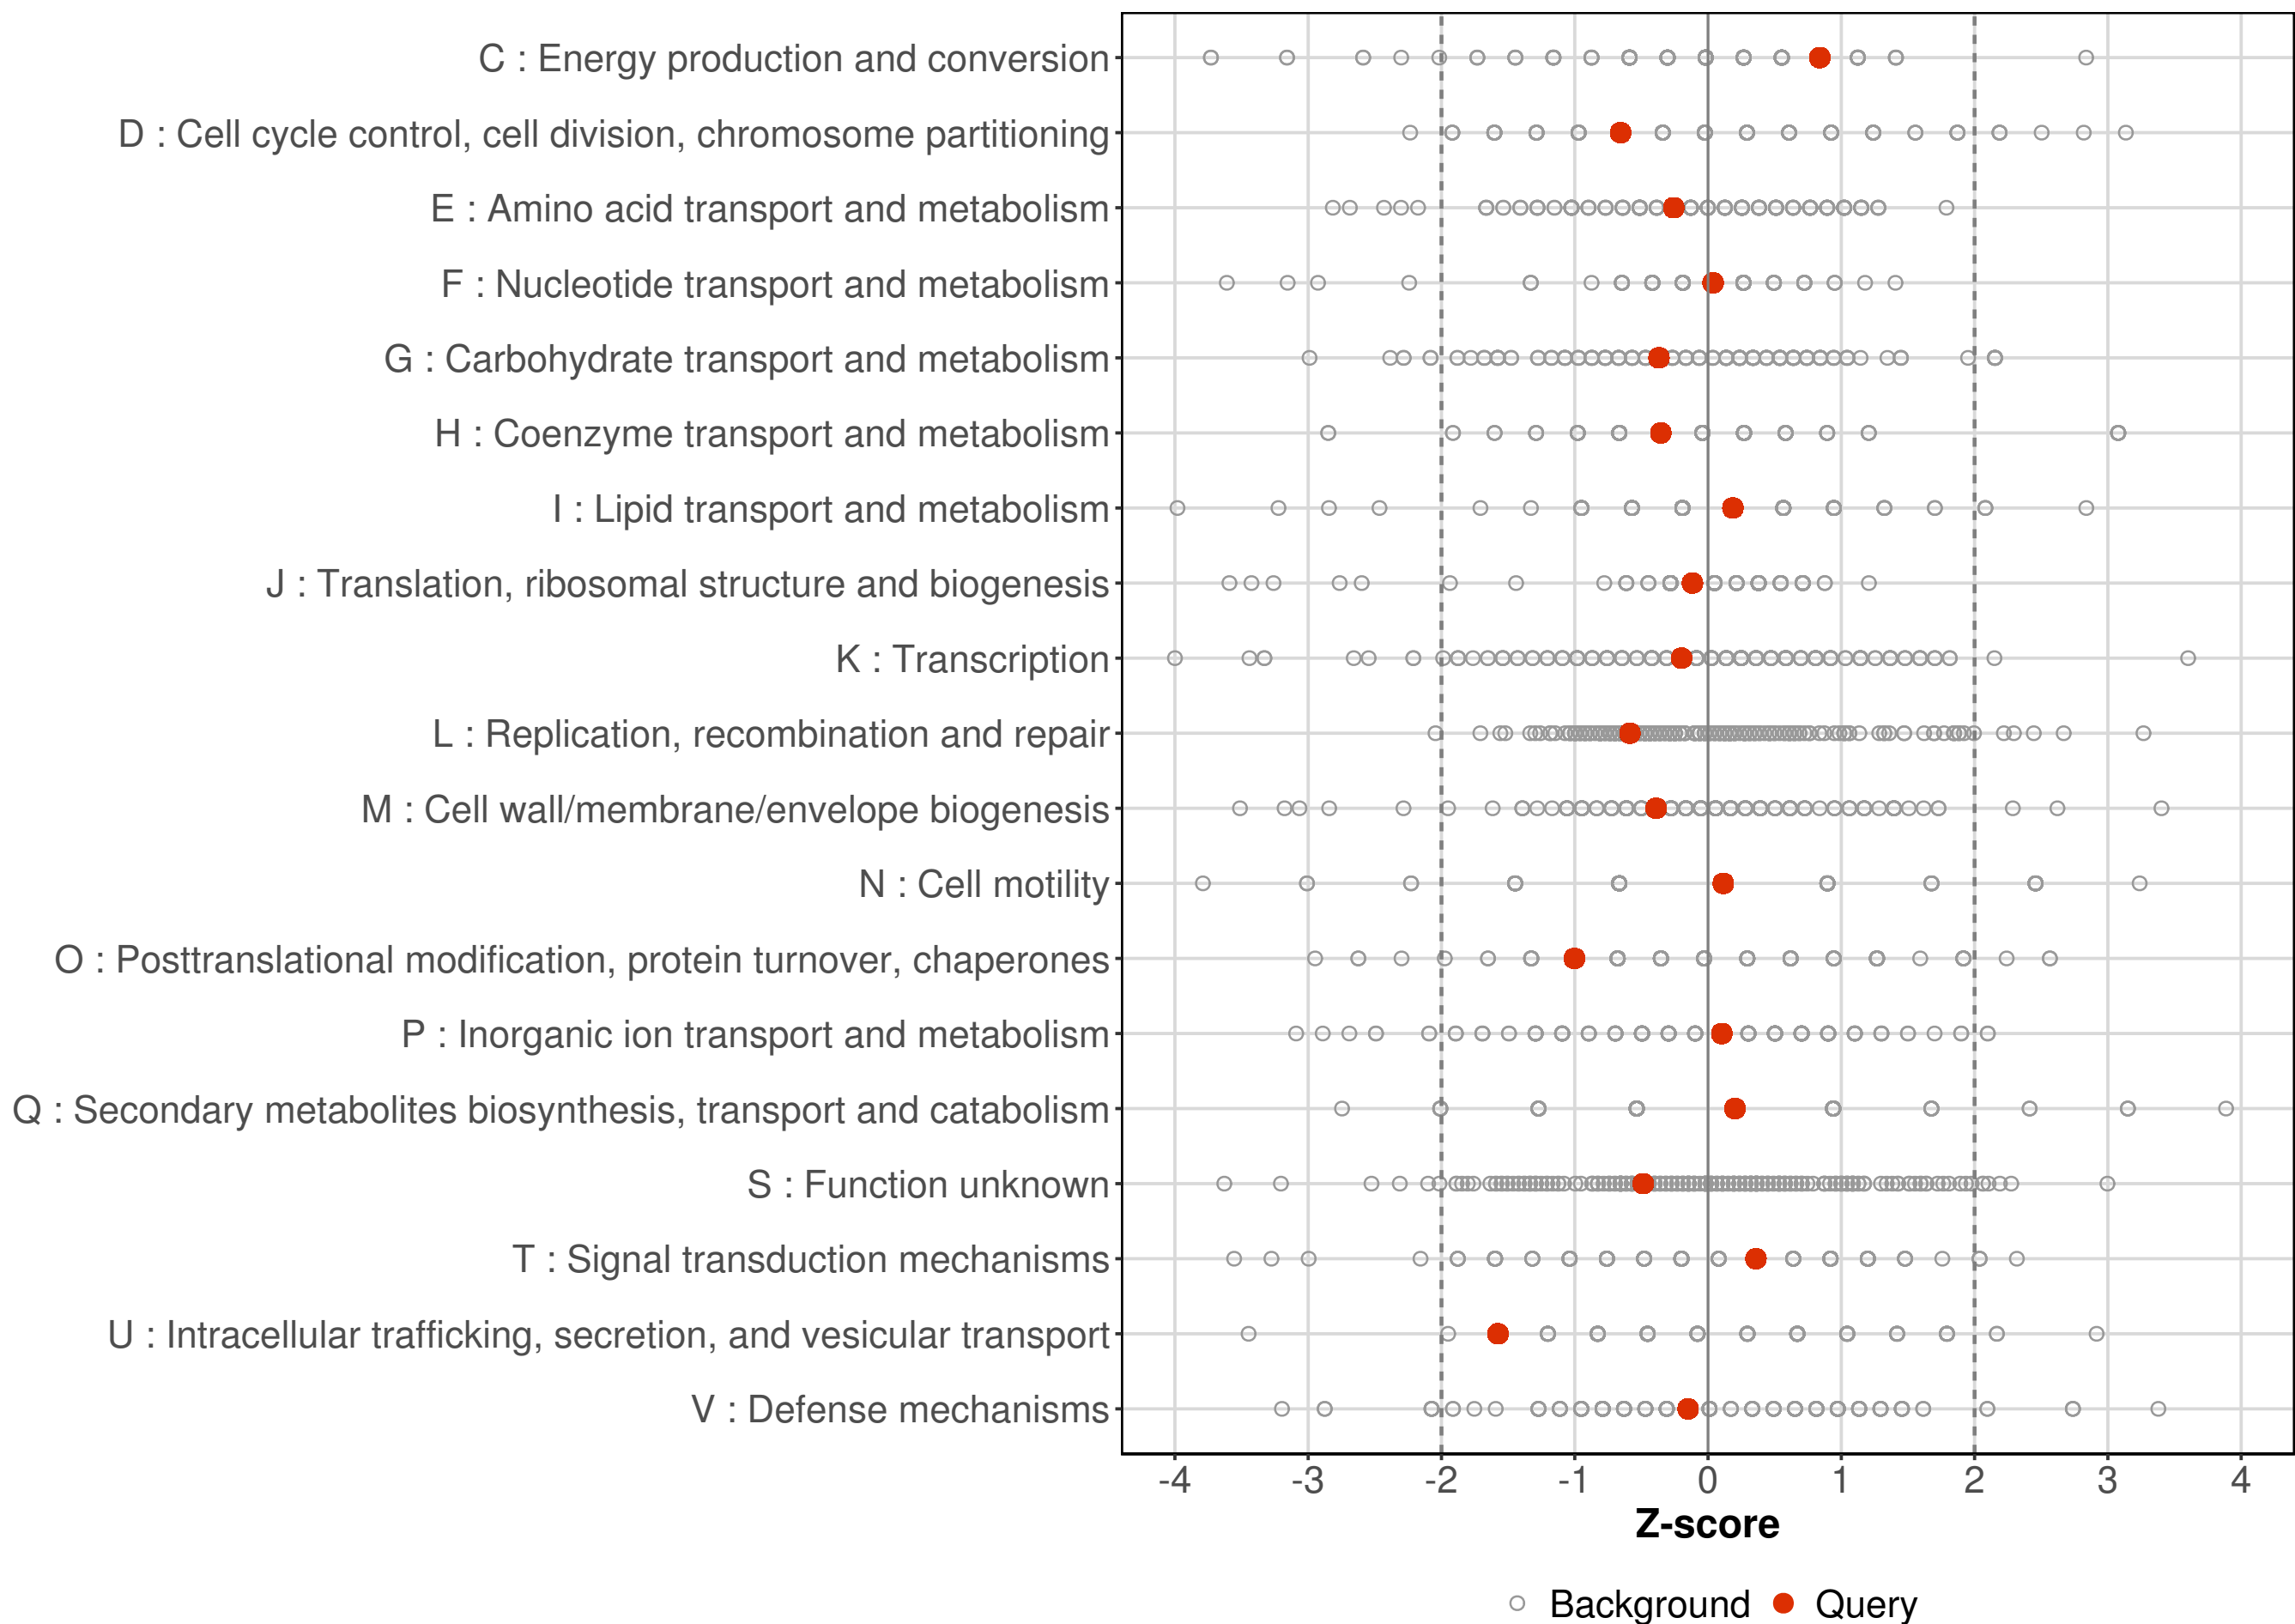 C : Energy production and conversion
D : Cell cycle control, cell division, chromosome partitioning
E : Amino acid transport and metabolism
F : Nucleotide transport and metabolism
G : Carbohydrate transport and metabolism
H : Coenzyme transport and metabolism
I : Lipid transport and metabolism
J : Translation, ribosomal structure and biogenesis
K : Transcription
L : Replication, recombination and repair
M : Cell wall/membrane/envelope biogenesis
N : Cell motility
O : Posttranslational modification, protein turnover, chaperones
P : Inorganic ion transport and metabolism
Q : Secondary metabolites biosynthesis, transport and catabolism
S : Function unknown
T : Signal transduction mechanisms
U : Intracellular trafficking, secretion, and vesicular transport
V : Defense mechanisms
-4 -3 -2 -1 0 1 2 3 4
Z-score
Background Query